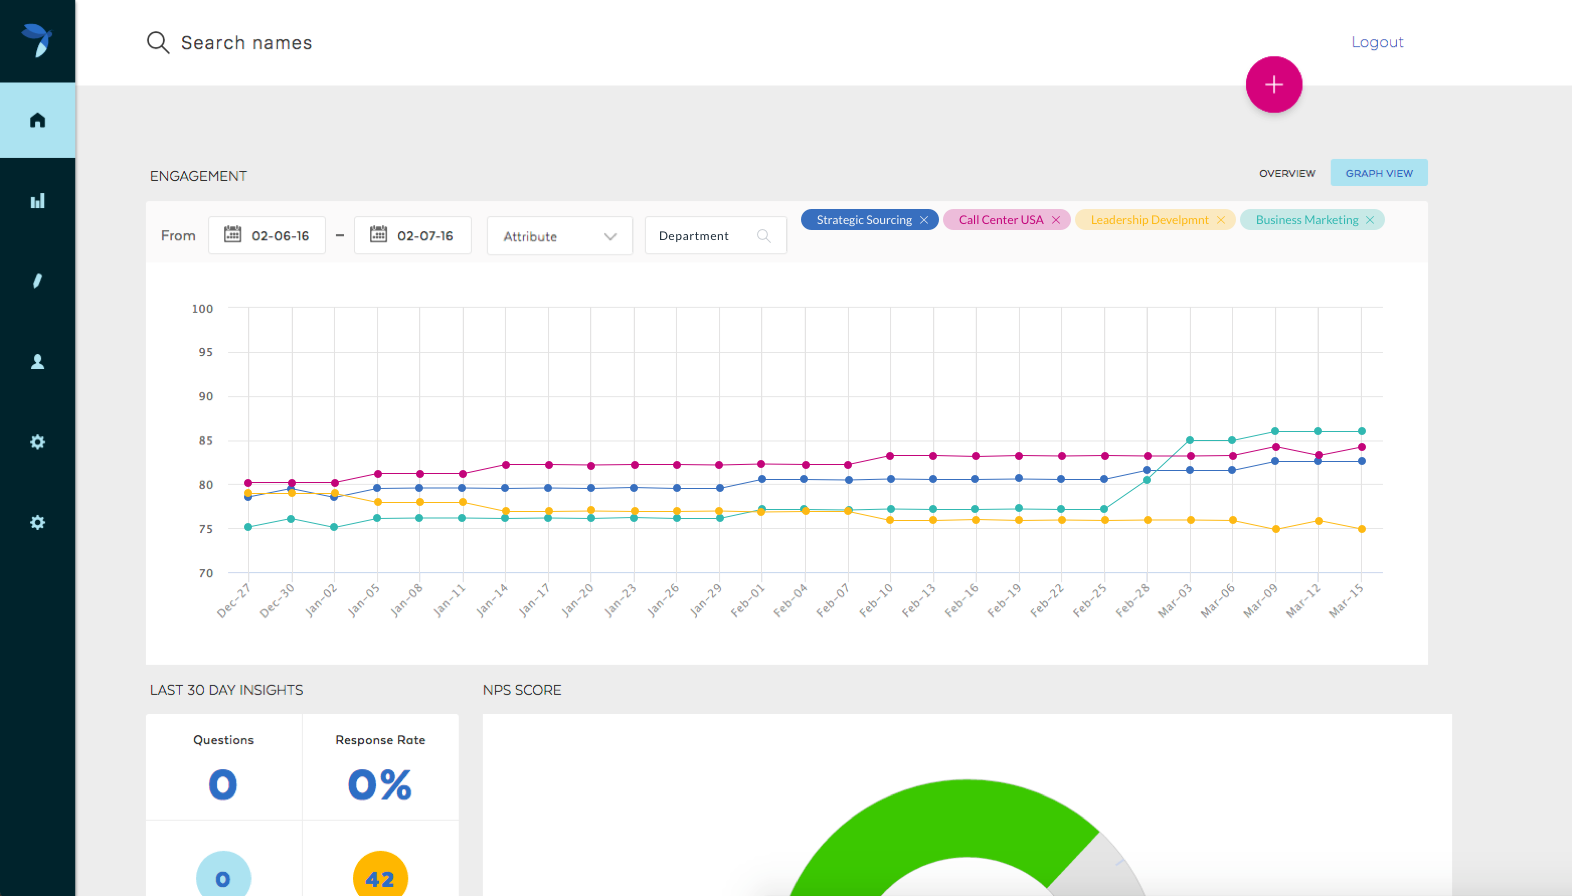 Search names
Logout
+
ENGAGEMENT
OVERVIEW
GRAPH VIEW
From
02-06-16
–
02-07-16
Attribute
Department
Strategic Sourcing ×
Call Center USA ×
Leadership Develpmnt ×
Business Marketing ×
100
95
90
85
80
75
70
Dec-27
Dec-30
Jan-02
Jan-05
Jan-08
Jan-11
Jan-14
Jan-17
Jan-20
Jan-23
Jan-26
Jan-29
Feb-01
Feb-04
Feb-07
Feb-10
Feb-13
Feb-16
Feb-19
Feb-22
Feb-25
Feb-28
Mar-03
Mar-06
Mar-09
Mar-12
Mar-15
LAST 30 DAY INSIGHTS
NPS SCORE
Questions
Response Rate
0
0%
0
42